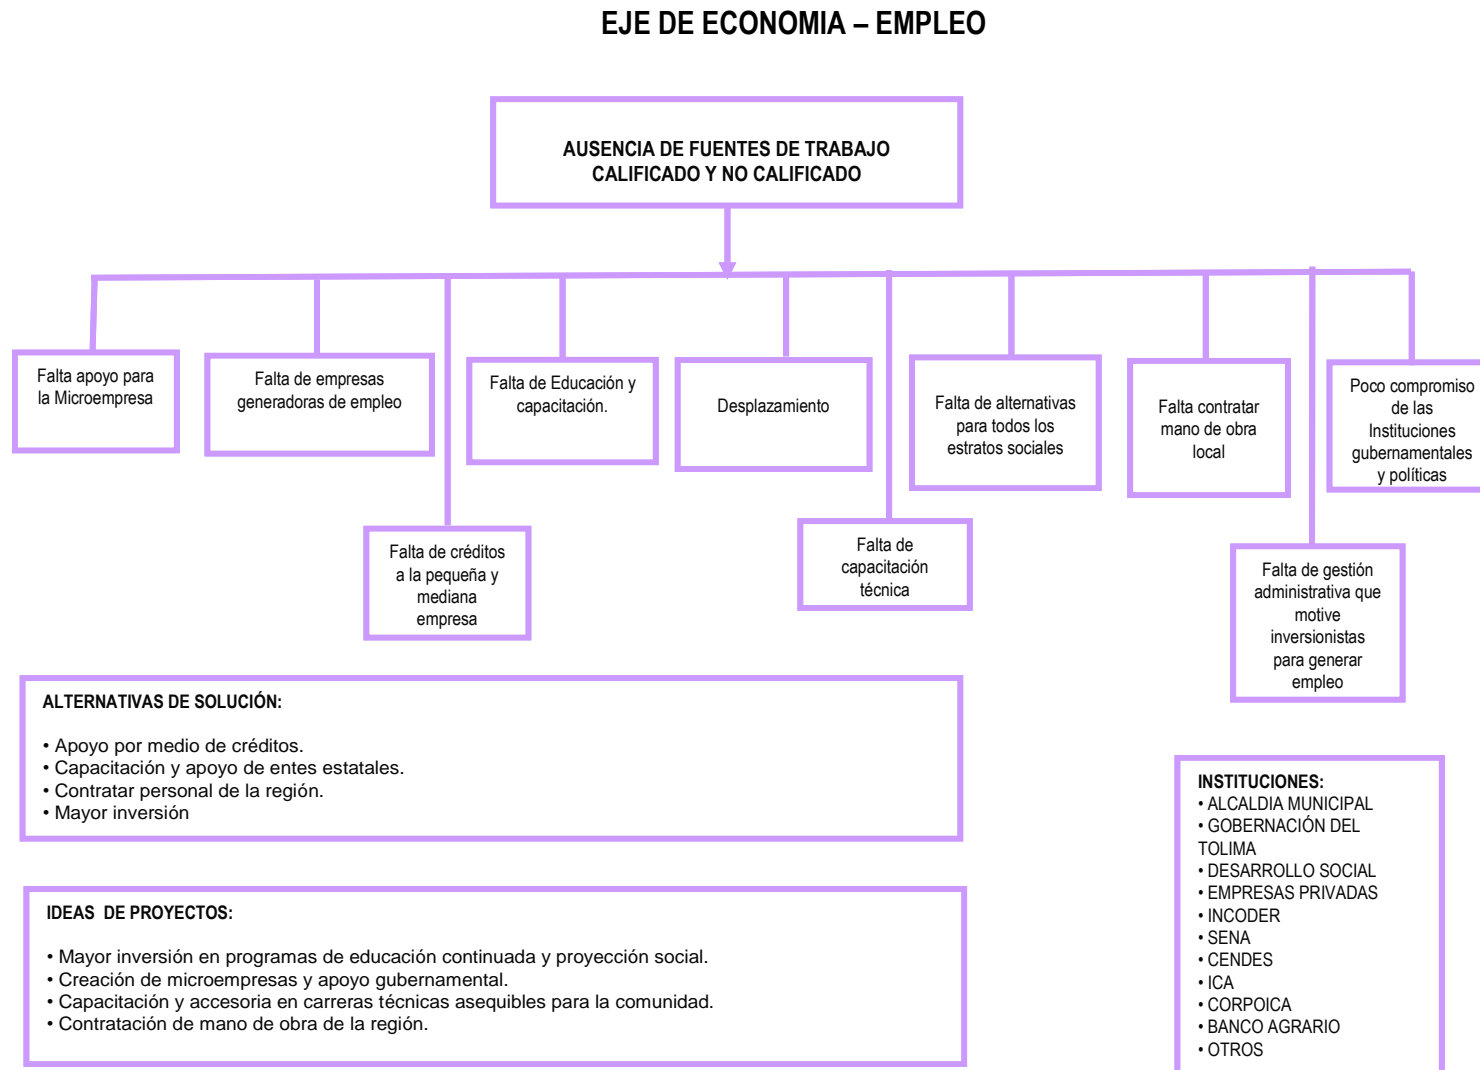 EJE DE ECONOMIA – EMPLEO
AUSENCIA DE FUENTES DE TRABAJO
CALIFICADO Y NO CALIFICADO
Falta apoyo para
la Microempresa
Falta de empresas
generadoras de empleo
Falta de Educación y
capacitación.
Desplazamiento
Falta de alternativas
para todos los
estratos sociales
Falta contratar
mano de obra
local
Poco compromiso
de las
Instituciones
gubernamentales
y políticas
Falta de créditos
a la pequeña y
mediana
empresa
Falta de
capacitación
técnica
Falta de gestión
administrativa que
motive
inversionistas
para generar
empleo
ALTERNATIVAS DE SOLUCIÓN:
• Apoyo por medio de créditos.
• Capacitación y apoyo de entes estatales.
• Contratar personal de la región.
• Mayor inversión
IDEAS  DE PROYECTOS:
• Mayor inversión en programas de educación continuada y proyección social.
• Creación de microempresas y apoyo gubernamental.
• Capacitación y accesoria en carreras técnicas asequibles para la comunidad.
• Contratación de mano de obra de la región.
INSTITUCIONES:
• ALCALDIA MUNICIPAL
• GOBERNACIÓN DEL
TOLIMA
• DESARROLLO SOCIAL
• EMPRESAS PRIVADAS
• INCODER
• SENA
• CENDES
• ICA
• CORPOICA
• BANCO AGRARIO
• OTROS